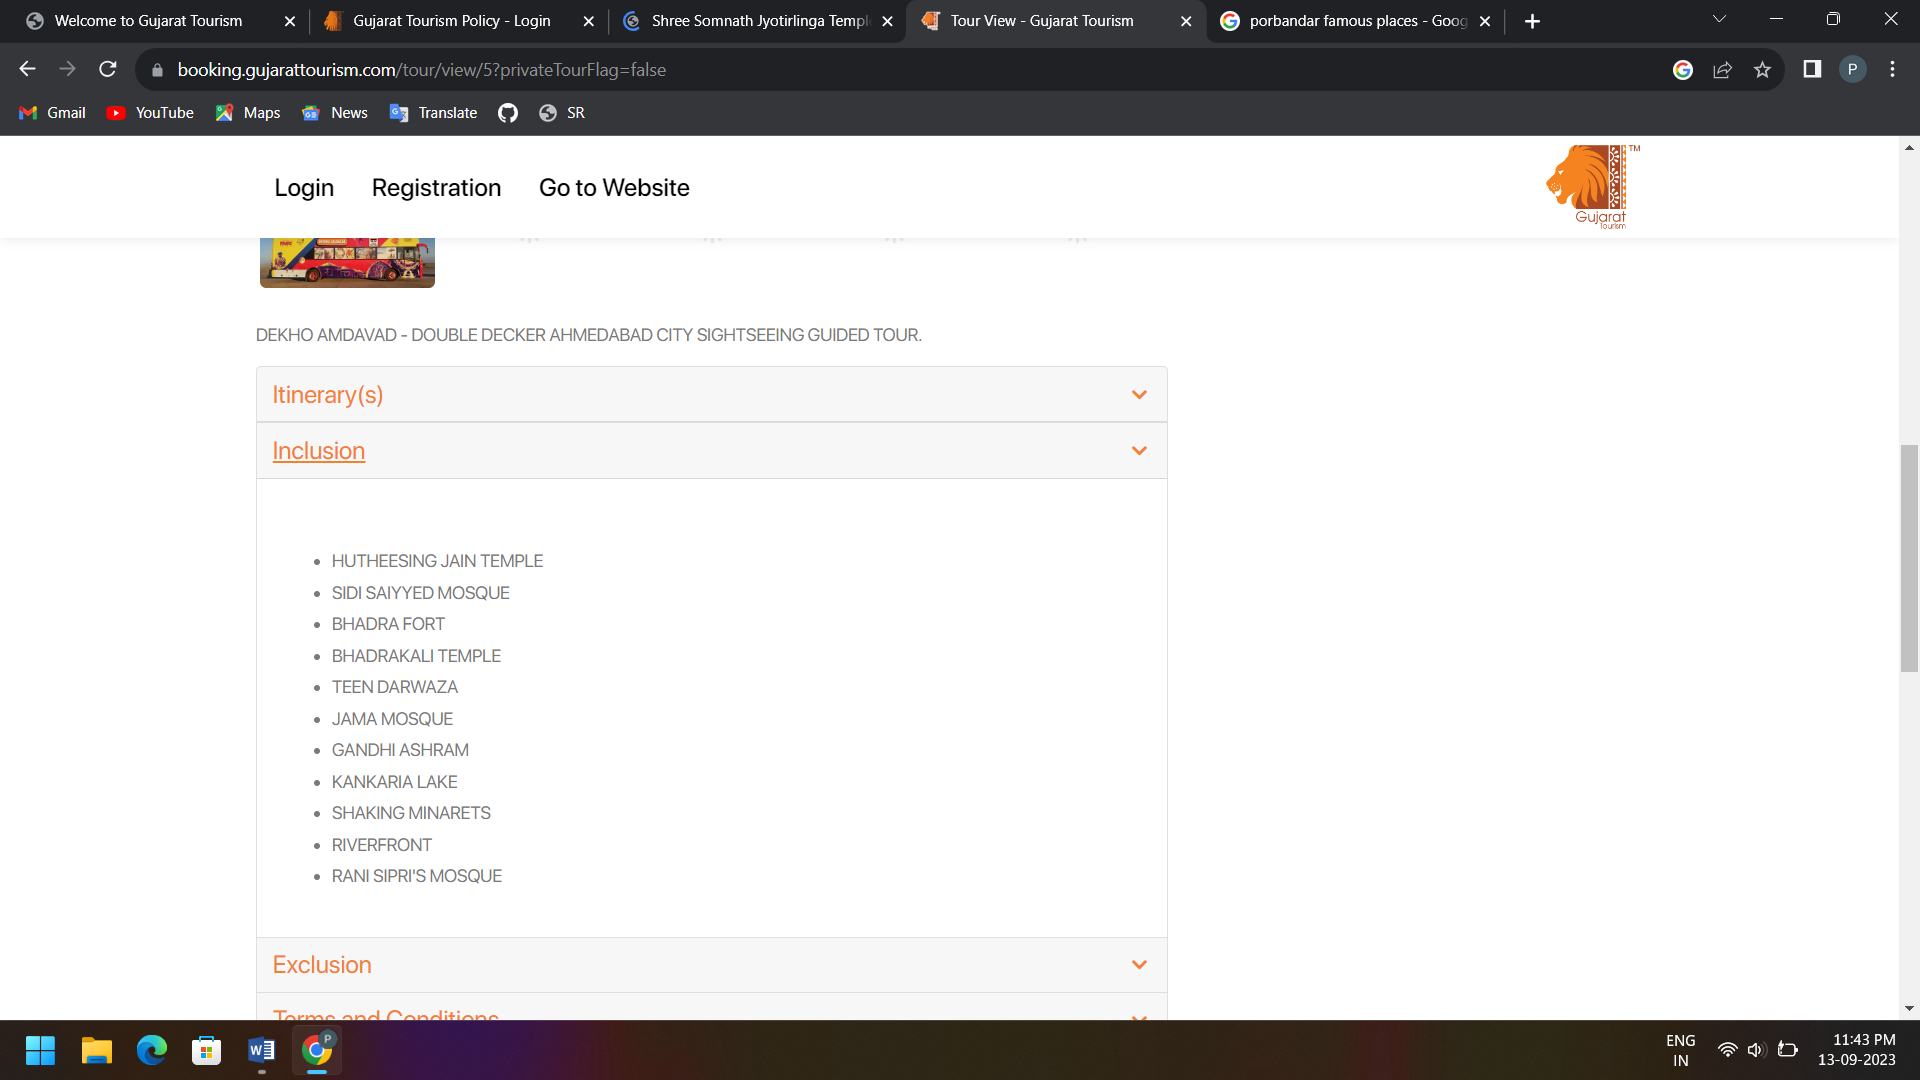 Welcome to Gujarat Tourism
Gujarat Tourism Policy - Login
Shree Somnath Jyotirlinga Templ
Tour View - Gujarat Tourism
porbandar famous places - Goog
booking.gujarattourism.com/tour/view/5?privateTourFlag=false
P
Gmail
YouTube
Maps
News
Translate
SR
Login
Registration
Go to Website
TM
Gujarat
Tourism
DEKHO AMDAVAD - DOUBLE DECKER AHMEDABAD CITY SIGHTSEEING GUIDED TOUR.
Itinerary(s)
Inclusion
• HUTHEESING JAIN TEMPLE
• SIDI SAIYYED MOSQUE
• BHADRA FORT
• BHADRAKALI TEMPLE
• TEEN DARWAZA
• JAMA MOSQUE
• GANDHI ASHRAM
• KANKARIA LAKE
• SHAKING MINARETS
• RIVERFRONT
• RANI SIPRI'S MOSQUE
Exclusion
Terms and Conditions
W
P
ENG
IN
11:43 PM
13-09-2023